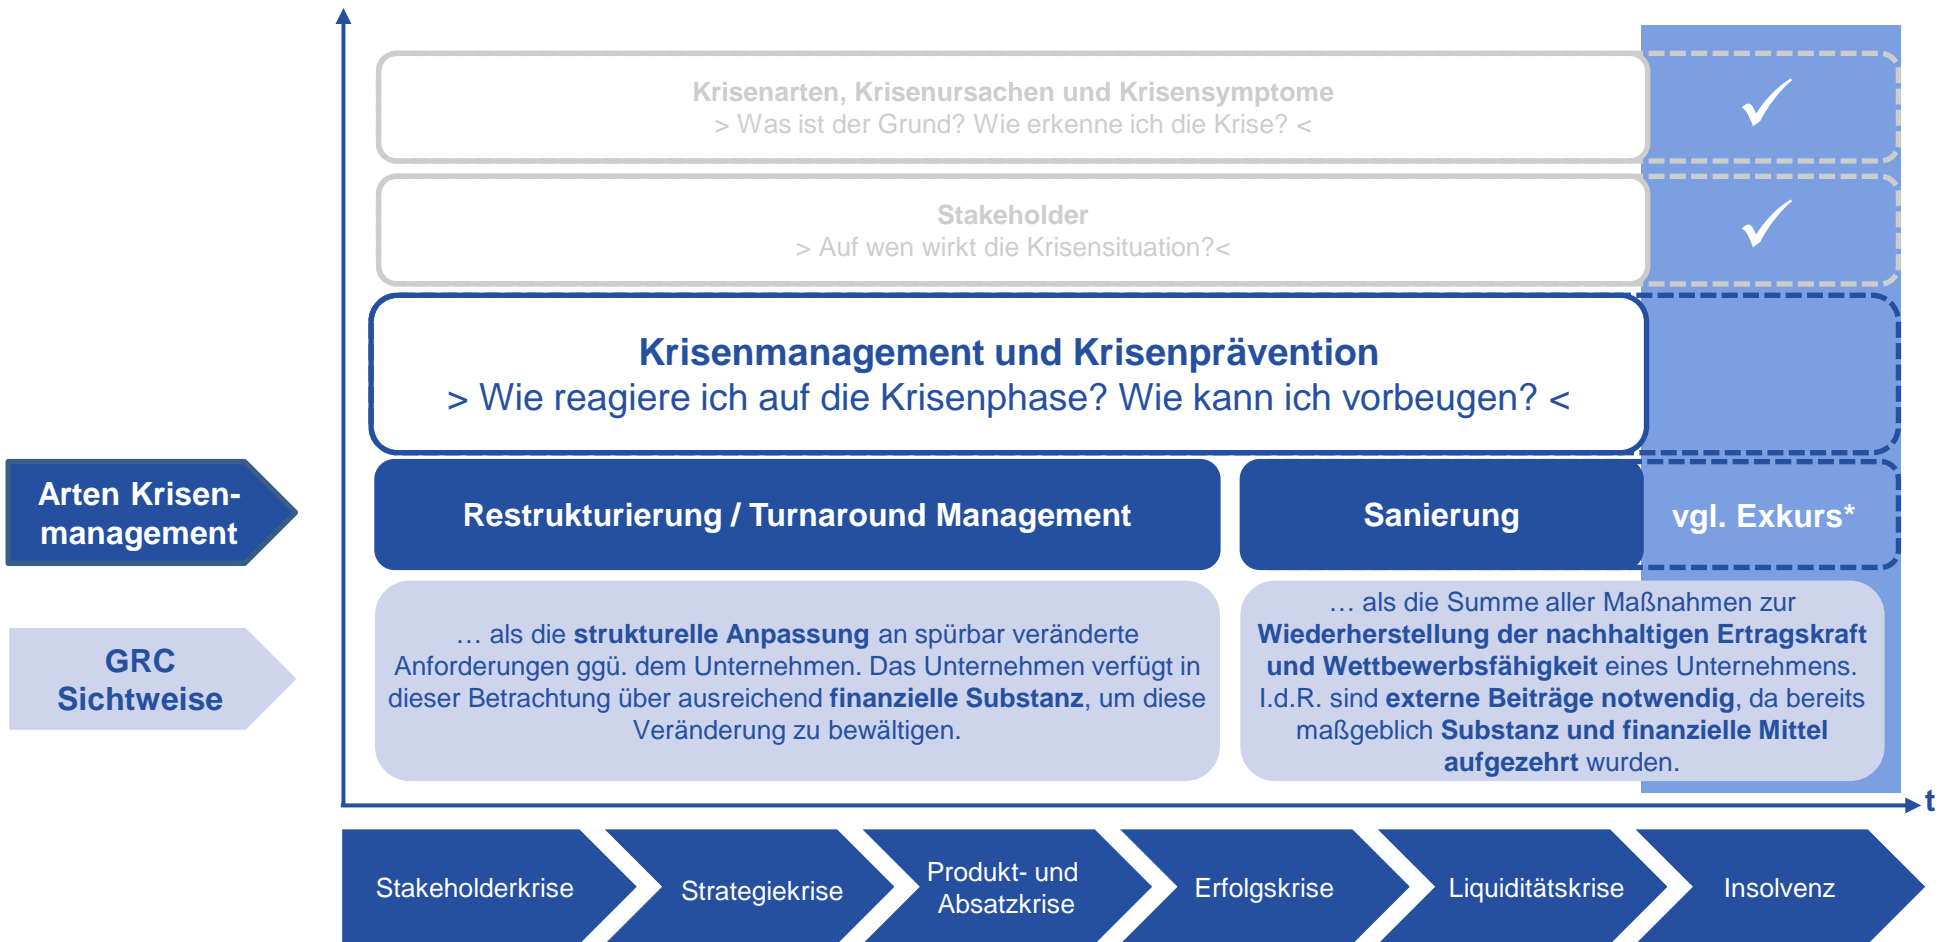 Krisenarten, Krisenursachen und Krisensymptome
> Was ist der Grund? Wie erkenne ich die Krise? <
Stakeholder
> Auf wen wirkt die Krisensituation?<
Krisenmanagement und Krisenprävention
> Wie reagiere ich auf die Krisenphase? Wie kann ich vorbeugen? <
Arten Krisen-
management
Restrukturierung / Turnaround Management
Sanierung
vgl. Exkurs*
GRC
Sichtweise
… als die strukturelle Anpassung an spürbar veränderte
Anforderungen ggü. dem Unternehmen. Das Unternehmen verfügt in
dieser Betrachtung über ausreichend finanzielle Substanz, um diese
Veränderung zu bewältigen.
… als die Summe aller Maßnahmen zur
Wiederherstellung der nachhaltigen Ertragskraft
und Wettbewerbsfähigkeit eines Unternehmens.
I.d.R. sind externe Beiträge notwendig, da bereits
maßgeblich Substanz und finanzielle Mittel
aufgezehrt wurden.
t
Stakeholderkrise
Strategiekrise
Produkt- und
Absatzkrise
Erfolgskrise
Liquiditätskrise
Insolvenz